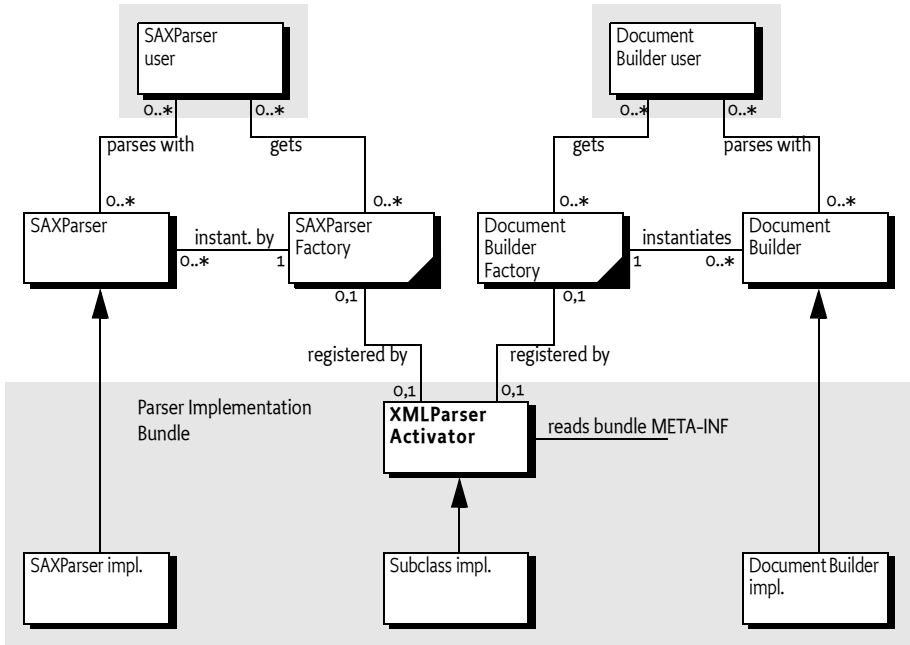 SAXParser
user
Document
Builder user
0..*
0..*
0..*
0..*
parses with
gets
gets
parses with
0..*
0..*
0..*
0..*
SAXParser
instant. by
SAXParser
Factory
Document
Builder
Factory
instantiates
Document
Builder
0..*
1
1
0..*
0,1
0,1
registered by
registered by
0,1
0,1
Parser Implementation
Bundle
XMLParser
Activator
reads bundle META-INF
SAXParser impl.
Subclass impl.
Document Builder
impl.